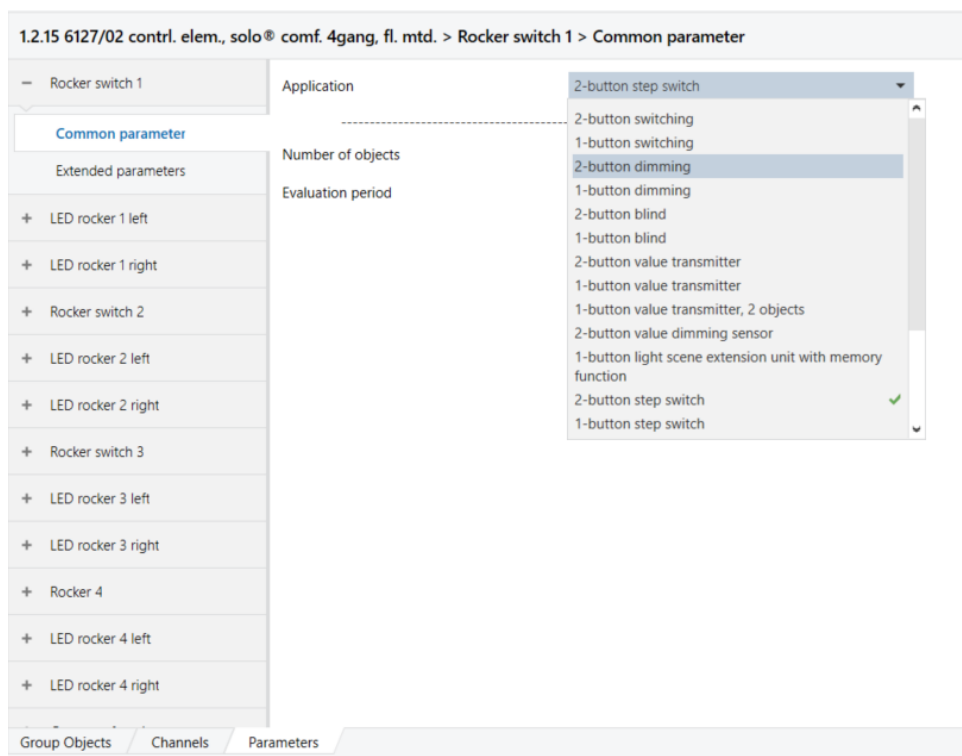 1.2.15 6127/02 contrl. elem., solo® comf. 4gang, fl. mtd. > Rocker switch 1 > Common parameter
− Rocker switch 1
Common parameter
Extended parameters
+ LED rocker 1 left
+ LED rocker 1 right
+ Rocker switch 2
+ LED rocker 2 left
+ LED rocker 2 right
+ Rocker switch 3
+ LED rocker 3 left
+ LED rocker 3 right
+ Rocker 4
+ LED rocker 4 left
+ LED rocker 4 right
Application
2-button step switch
Number of objects
Evaluation period
2-button switching
1-button switching
2-button dimming
1-button dimming
2-button blind
1-button blind
2-button value transmitter
1-button value transmitter
1-button value transmitter, 2 objects
2-button value dimming sensor
1-button light scene extension unit with memory
function
2-button step switch
1-button step switch
Group Objects
Channels
Parameters